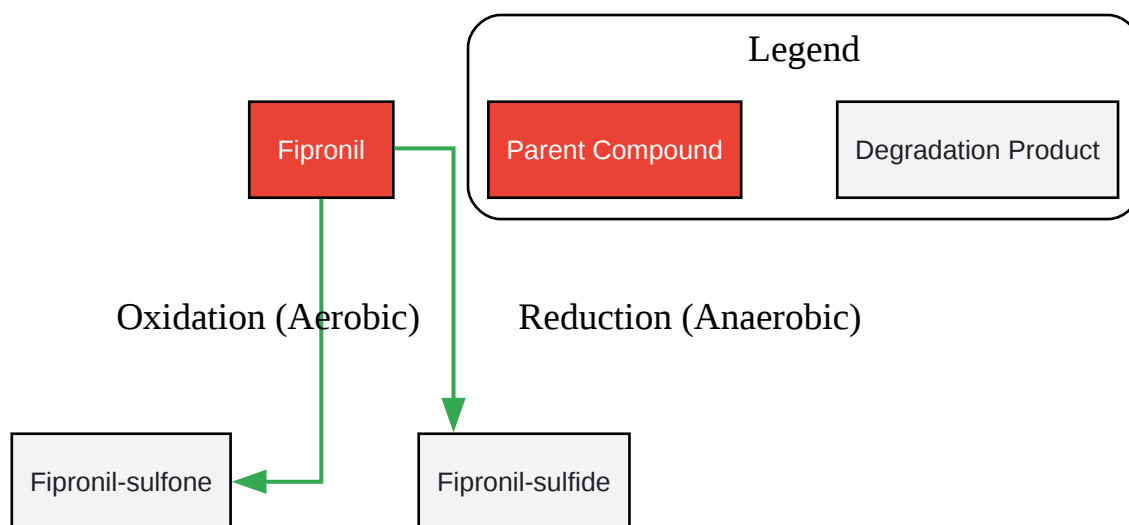 Legend
Fipronil
Parent Compound
Degradation Product
Oxidation (Aerobic)
Reduction (Anaerobic)
Fipronil-sulfone
Fipronil-sulfide